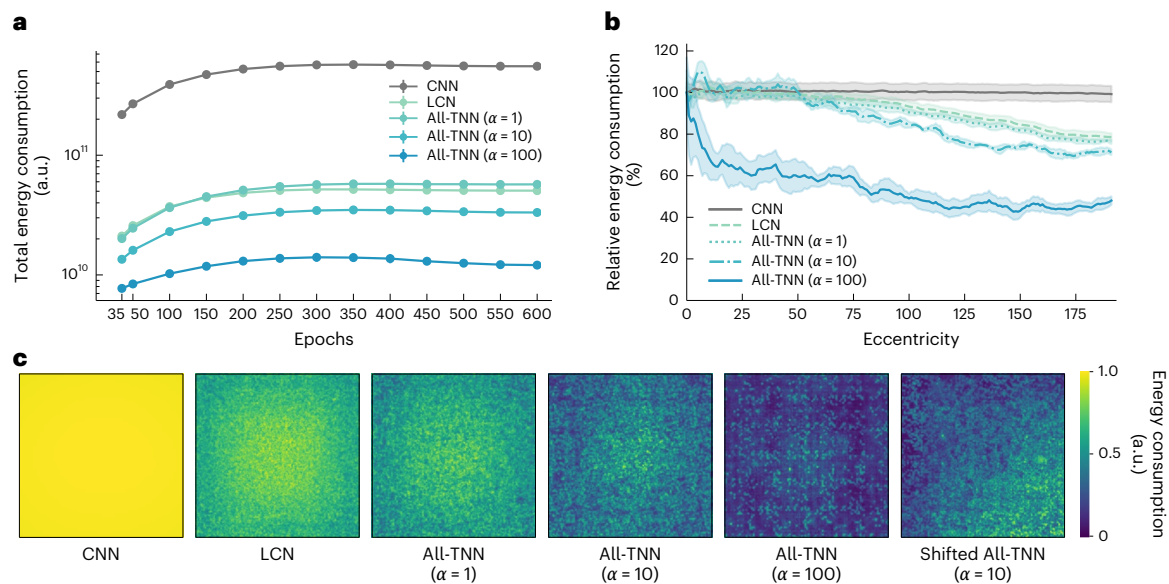 a
Total energy consumption
(a.u.)
10¹¹
10¹⁰
CNN
LCN
All-TNN (α = 1)
All-TNN (α = 10)
All-TNN (α = 100)
35 50 100 150 200 250 300 350 400 450 500 550 600
Epochs
b
Relative energy consumption
(%)
120
100
80
60
40
20
0
CNN
LCN
All-TNN (α = 1)
All-TNN (α = 10)
All-TNN (α = 100)
0 25 50 75 100 125 150 175
Eccentricity
c
CNN
LCN
All-TNN
(α = 1)
All-TNN
(α = 10)
All-TNN
(α = 100)
Shifted All-TNN
(α = 10)
1.0
0.5
0
Energy consumption
(a.u.)